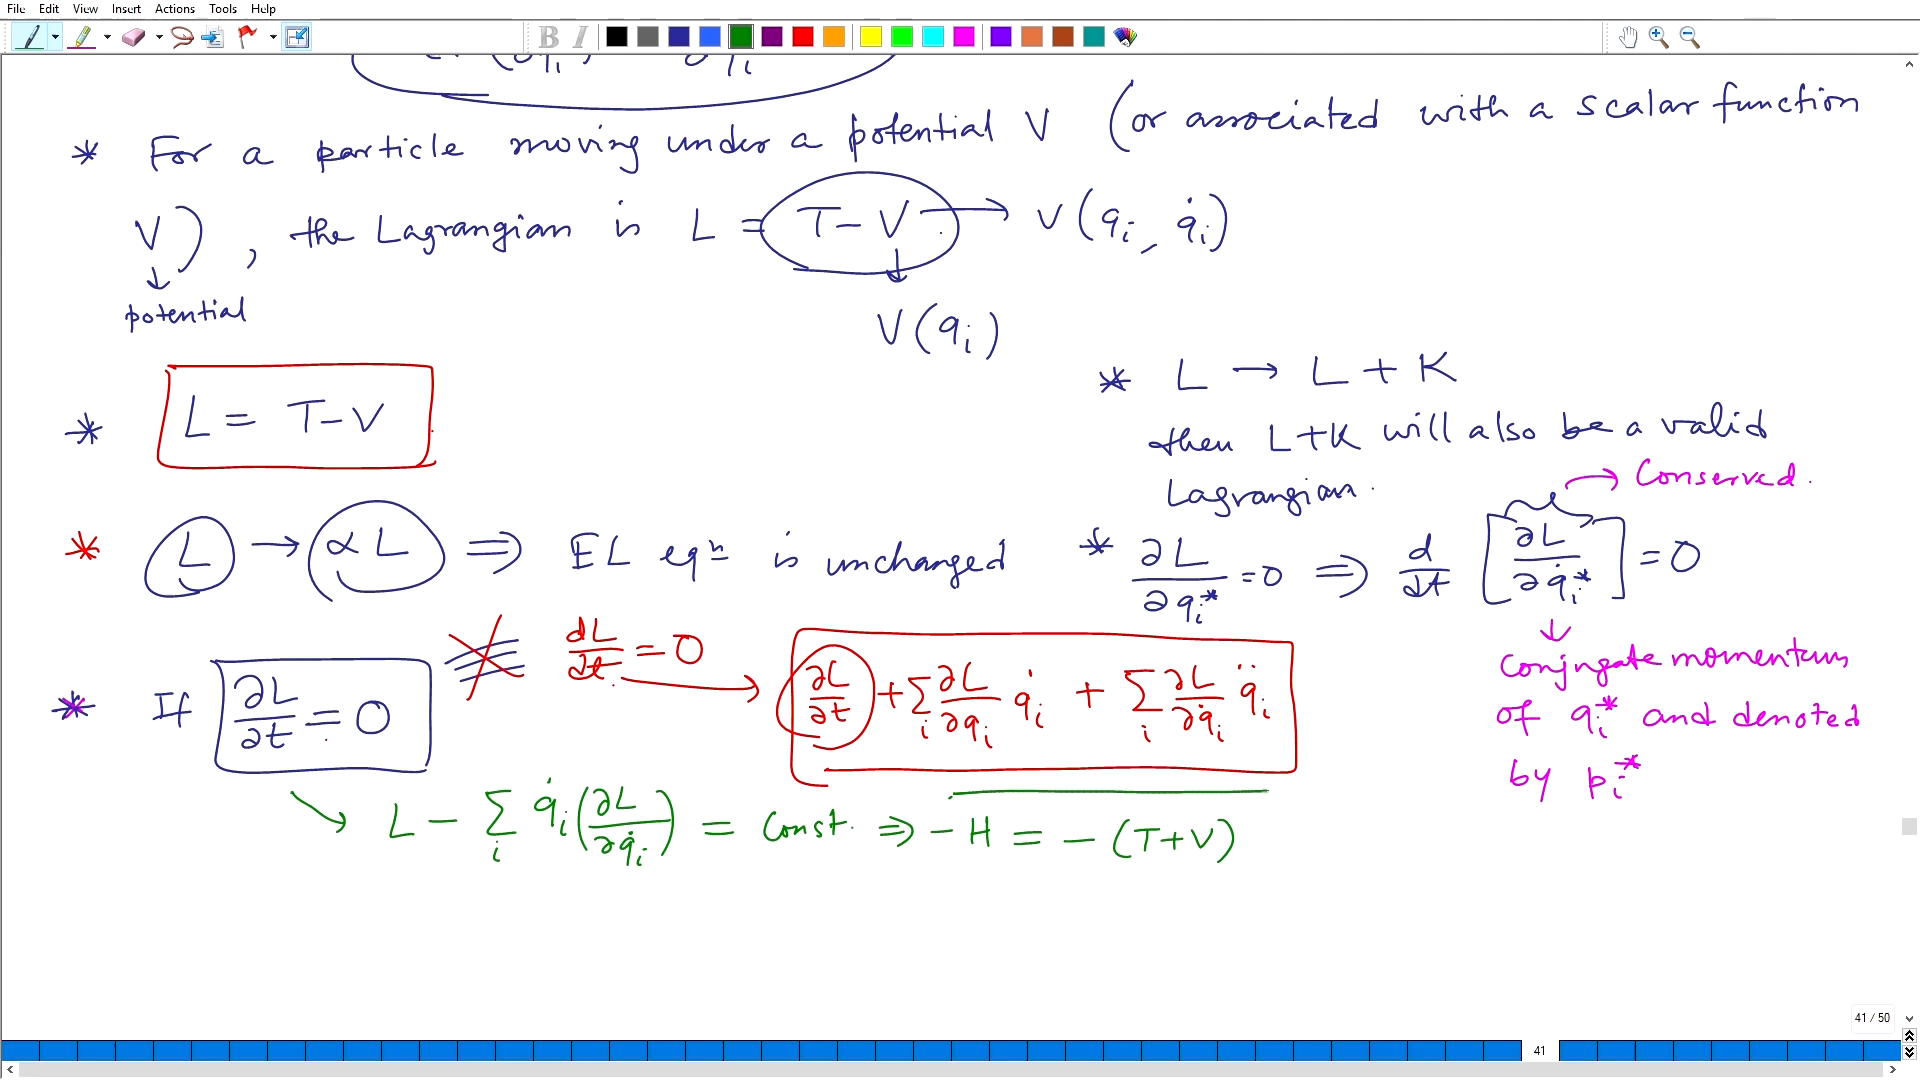 File Edit View Insert Actions Tools Help
B I
* For a particle moving under a potential V (or associated with a scalar function
V), the Lagrangian is L = T - V → V(qᵢ, q̇ᵢ)
↓ ↓
potential V(qᵢ)
* L = T - V
* L → αL ⇒ EL eqⁿ is unchanged
* If ∂L/∂t = 0
dL/dt = 0 → ∂L/∂t + Σᵢ ∂L/∂qᵢ q̇ᵢ + Σᵢ ∂L/∂q̇ᵢ q̈ᵢ
↘ L - Σᵢ q̇ᵢ(∂L/∂q̇ᵢ) = Const. ⇒ - H = - (T+V)
* L → L + K
then L+K will also be a valid
Lagrangian.
→ Conserved.
* ∂L/∂qᵢ* = 0 ⇒ d/dt [∂L/∂q̇ᵢ*] = 0
↓
Conjugate momentum
of qᵢ* and denoted
by pᵢ*
41 / 50
41